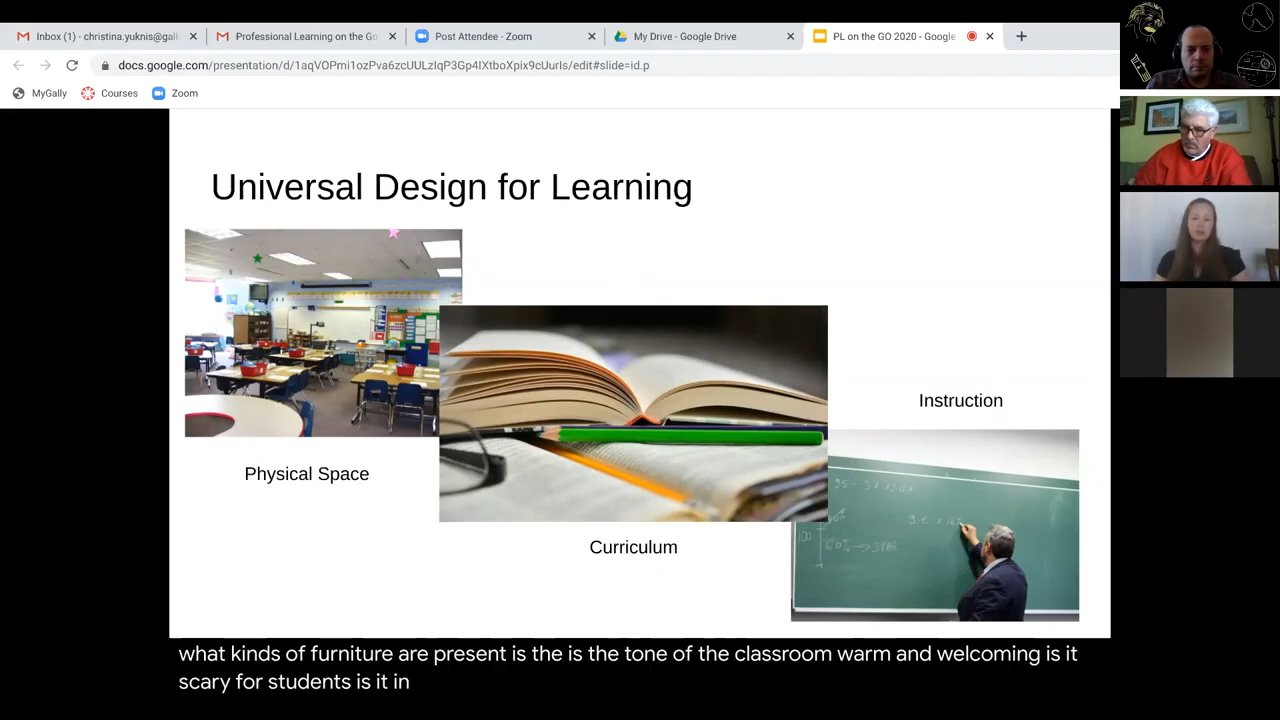 Inbox (1) - christina.yuknis@gall
Professional Learning on the Go
Post Attendee - Zoom
My Drive - Google Drive
PL on the GO 2020 - Google
docs.google.com/presentation/d/1aqVOPmi1ozPva6zcUULzIqP3Gp4IXtboXpix9cUurIs/edit#slide=id.p
MyGally
Courses
Zoom
Universal Design for Learning
Instruction
Physical Space
Curriculum
what kinds of furniture are present is the is the tone of the classroom warm and welcoming is it
scary for students is it in